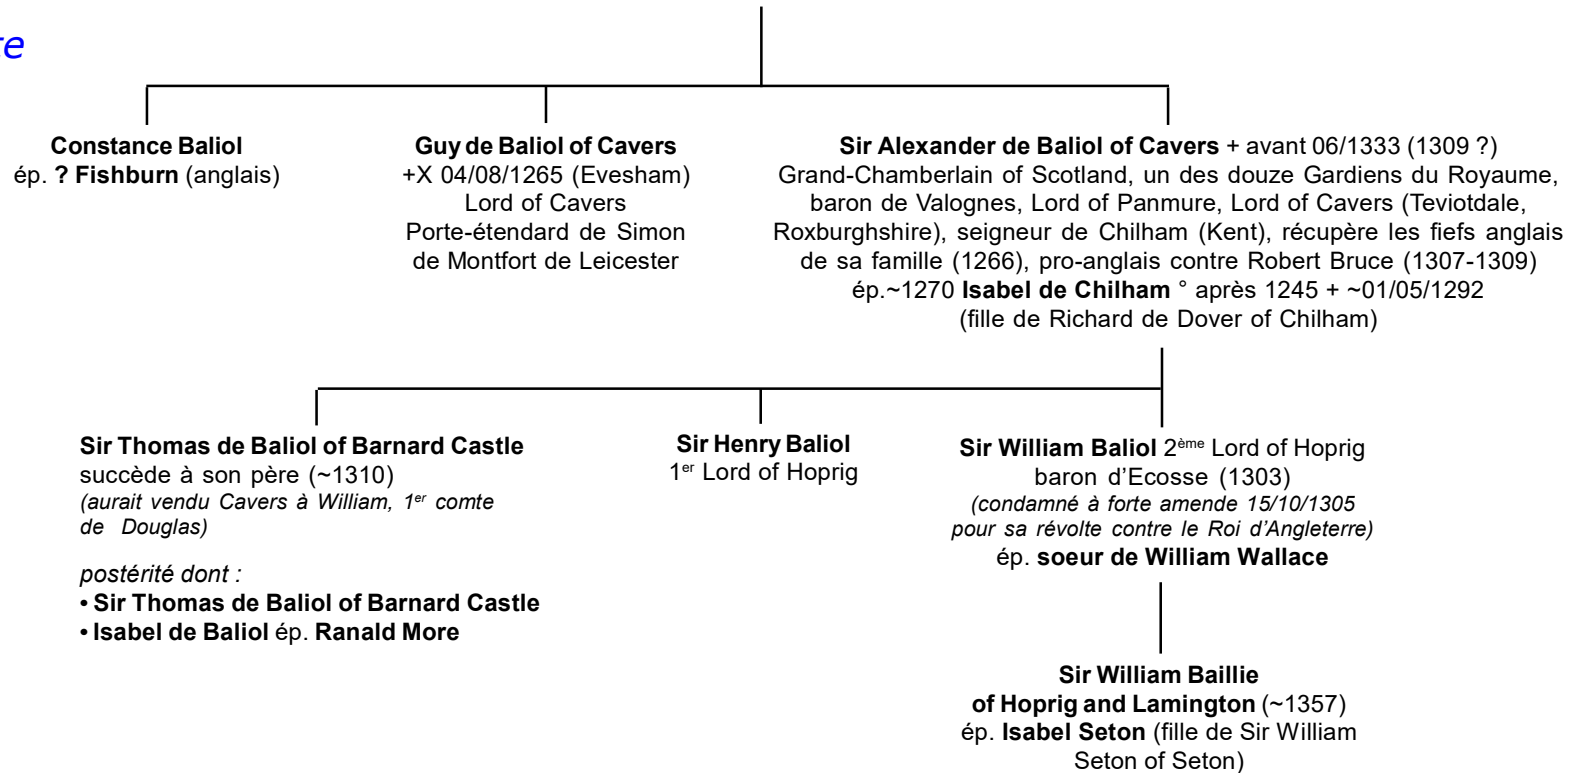 Constance Baliol
ép. ? Fishburn (anglais)
Guy de Baliol of Cavers
+X 04/08/1265 (Evesham)
Lord of Cavers
Porte-étendard de Simon
de Montfort de Leicester
Sir Alexander de Baliol of Cavers + avant 06/1333 (1309 ?)
Grand-Chamberlain of Scotland, un des douze Gardiens du Royaume,
baron de Valognes, Lord of Panmure, Lord of Cavers (Teviotdale,
Roxburghshire), seigneur de Chilham (Kent), récupère les fiefs anglais
de sa famille (1266), pro-anglais contre Robert Bruce (1307-1309)
ép.~1270 Isabel de Chilham ° après 1245 + ~01/05/1292
(fille de Richard de Dover of Chilham)
Sir Thomas de Baliol of Barnard Castle
succède à son père (~1310)
(aurait vendu Cavers à William, 1er comte
de Douglas)
postérité dont :
• Sir Thomas de Baliol of Barnard Castle
• Isabel de Baliol ép. Ranald More
Sir Henry Baliol
1er Lord of Hoprig
Sir William Baliol 2ème Lord of Hoprig
baron d'Ecosse (1303)
(condamné à forte amende 15/10/1305
pour sa révolte contre le Roi d'Angleterre)
ép. soeur de William Wallace
Sir William Baillie
of Hoprig and Lamington (~1357)
ép. Isabel Seton (fille de Sir William
Seton of Seton)